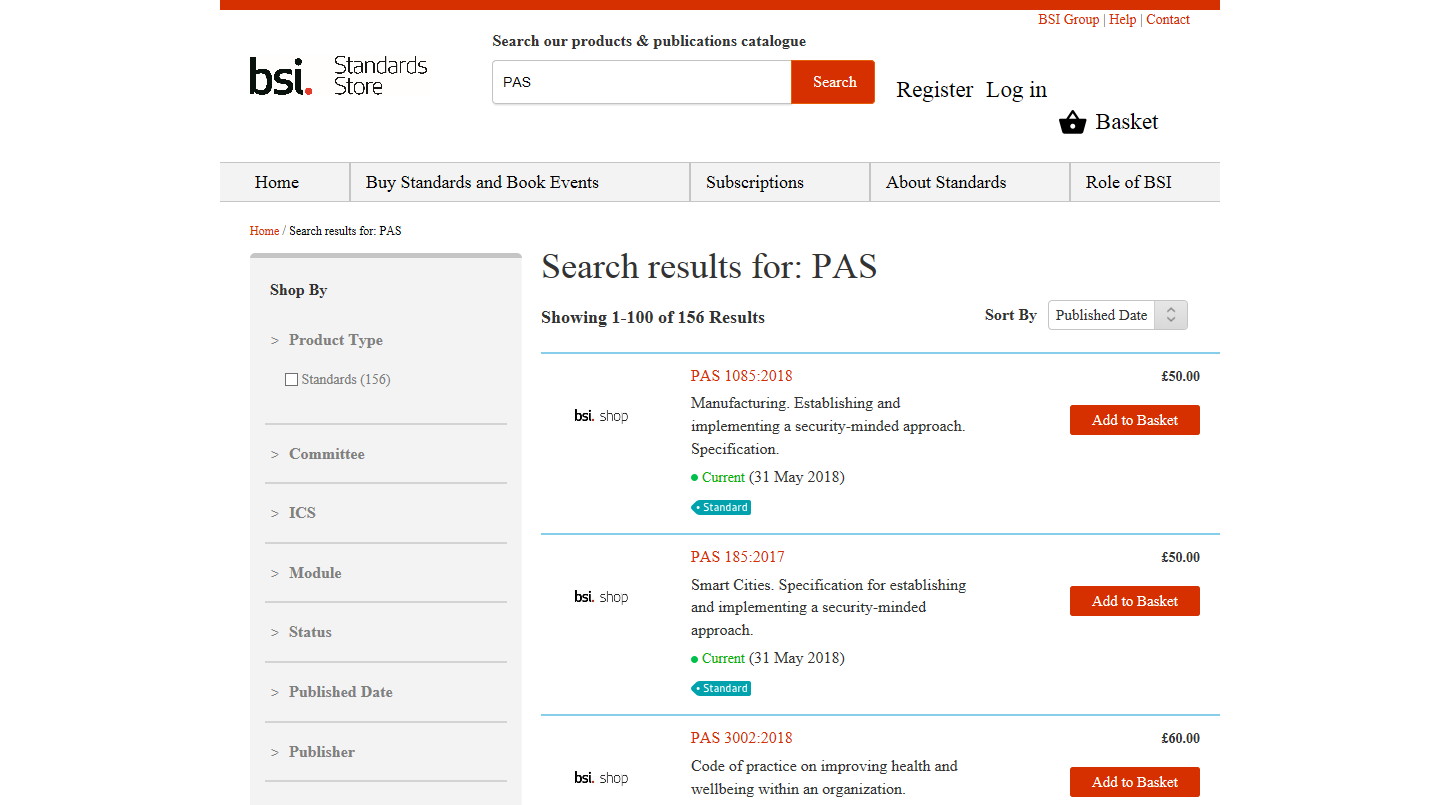 BSI Group | Help | Contact
Search our products & publications catalogue
bsi. Standards Store
PAS
Search
Register Log in
Basket
Home
Buy Standards and Book Events
Subscriptions
About Standards
Role of BSI
Home / Search results for: PAS
Shop By
> Product Type
Standards (156)
> Committee
> ICS
> Module
> Status
> Published Date
> Publisher
Search results for: PAS
Showing 1-100 of 156 Results
Sort By Published Date
bsi. shop
PAS 1085:2018
£50.00
Manufacturing. Establishing and
implementing a security-minded approach.
Specification.
Add to Basket
Current (31 May 2018)
Standard
bsi. shop
PAS 185:2017
£50.00
Smart Cities. Specification for establishing
and implementing a security-minded
approach.
Add to Basket
Current (31 May 2018)
Standard
bsi. shop
PAS 3002:2018
£60.00
Code of practice on improving health and
wellbeing within an organization.
Add to Basket